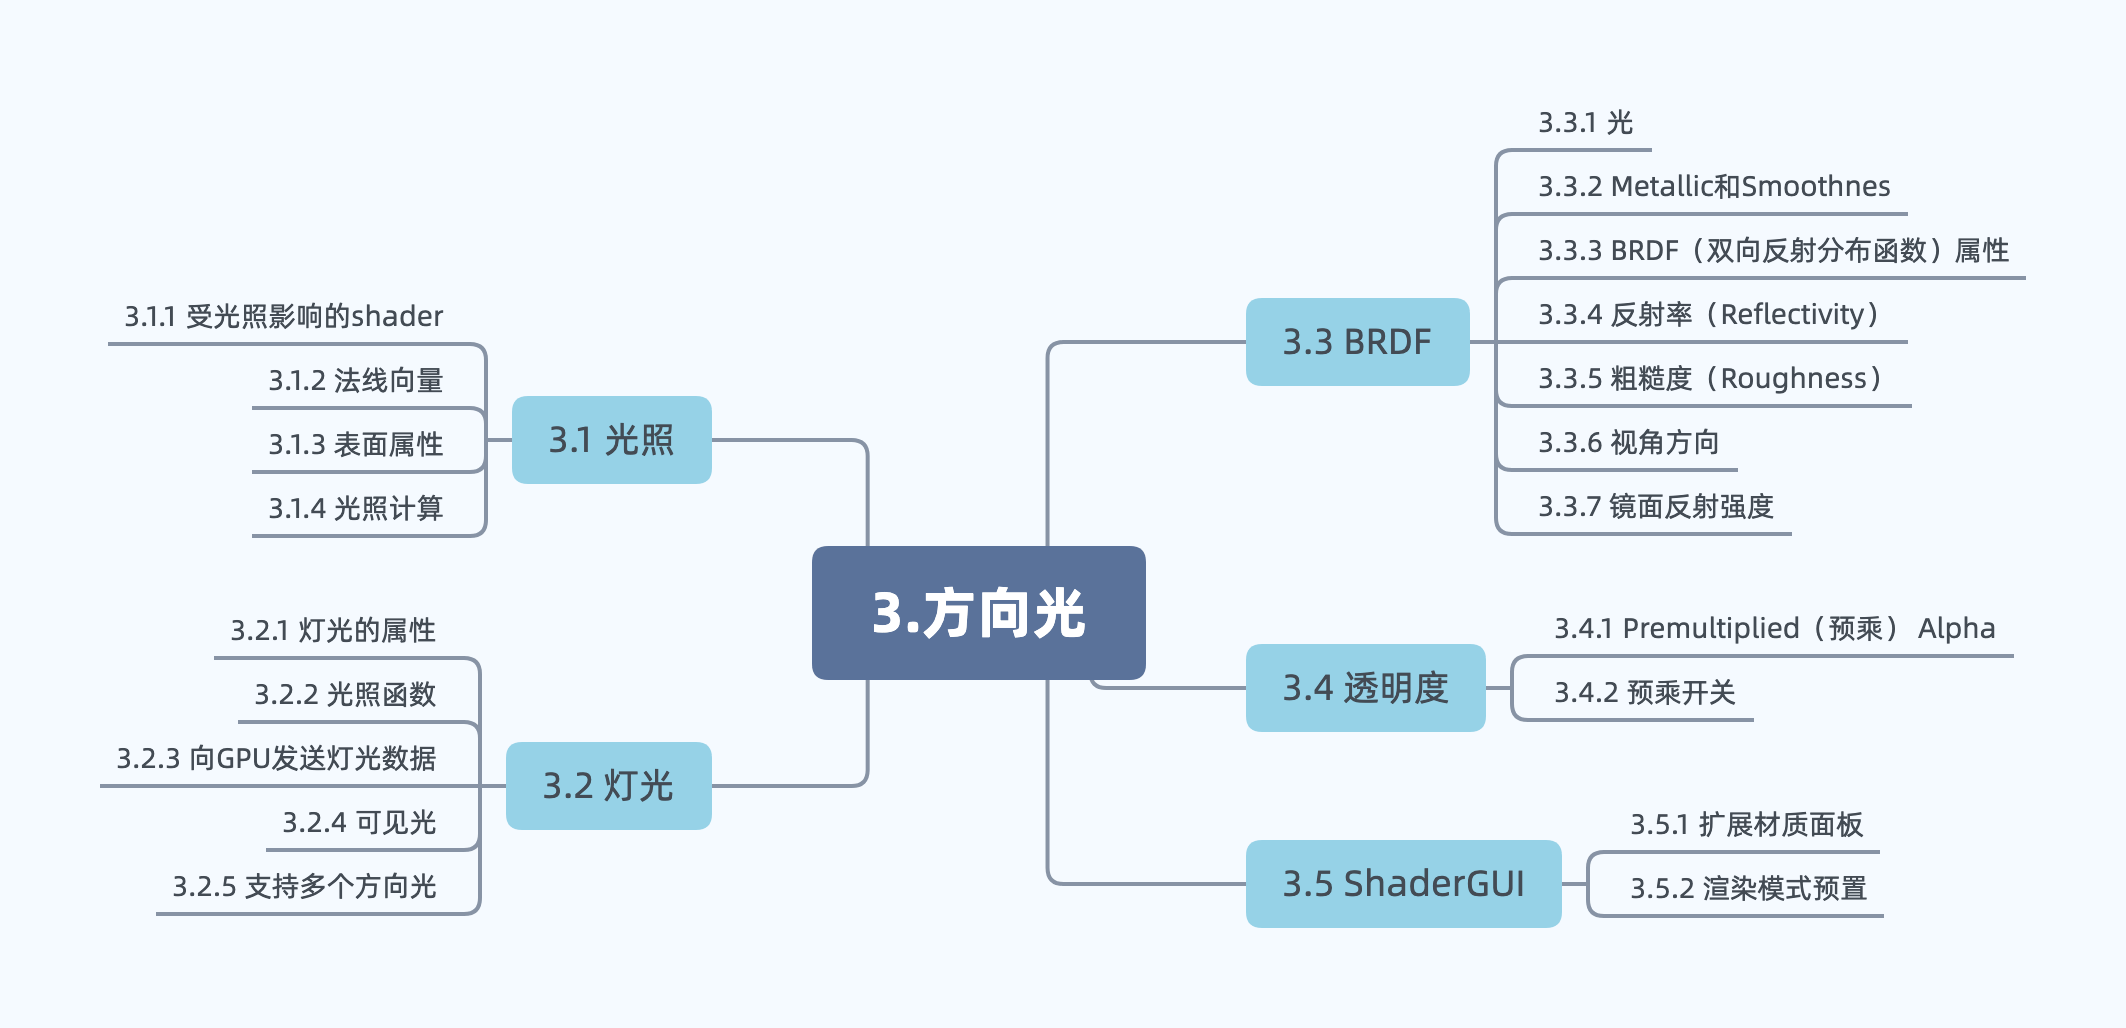 3.方向光
3.1 光照
3.1.1 受光照影响的shader
3.1.2 法线向量
3.1.3 表面属性
3.1.4 光照计算
3.2 灯光
3.2.1 灯光的属性
3.2.2 光照函数
3.2.3 向GPU发送灯光数据
3.2.4 可见光
3.2.5 支持多个方向光
3.3 BRDF
3.3.1 光
3.3.2 Metallic和Smoothnes
3.3.3 BRDF（双向反射分布函数）属性
3.3.4 反射率（Reflectivity）
3.3.5 粗糙度（Roughness）
3.3.6 视角方向
3.3.7 镜面反射强度
3.4 透明度
3.4.1 Premultiplied（预乘） Alpha
3.4.2 预乘开关
3.5 ShaderGUI
3.5.1 扩展材质面板
3.5.2 渲染模式预置